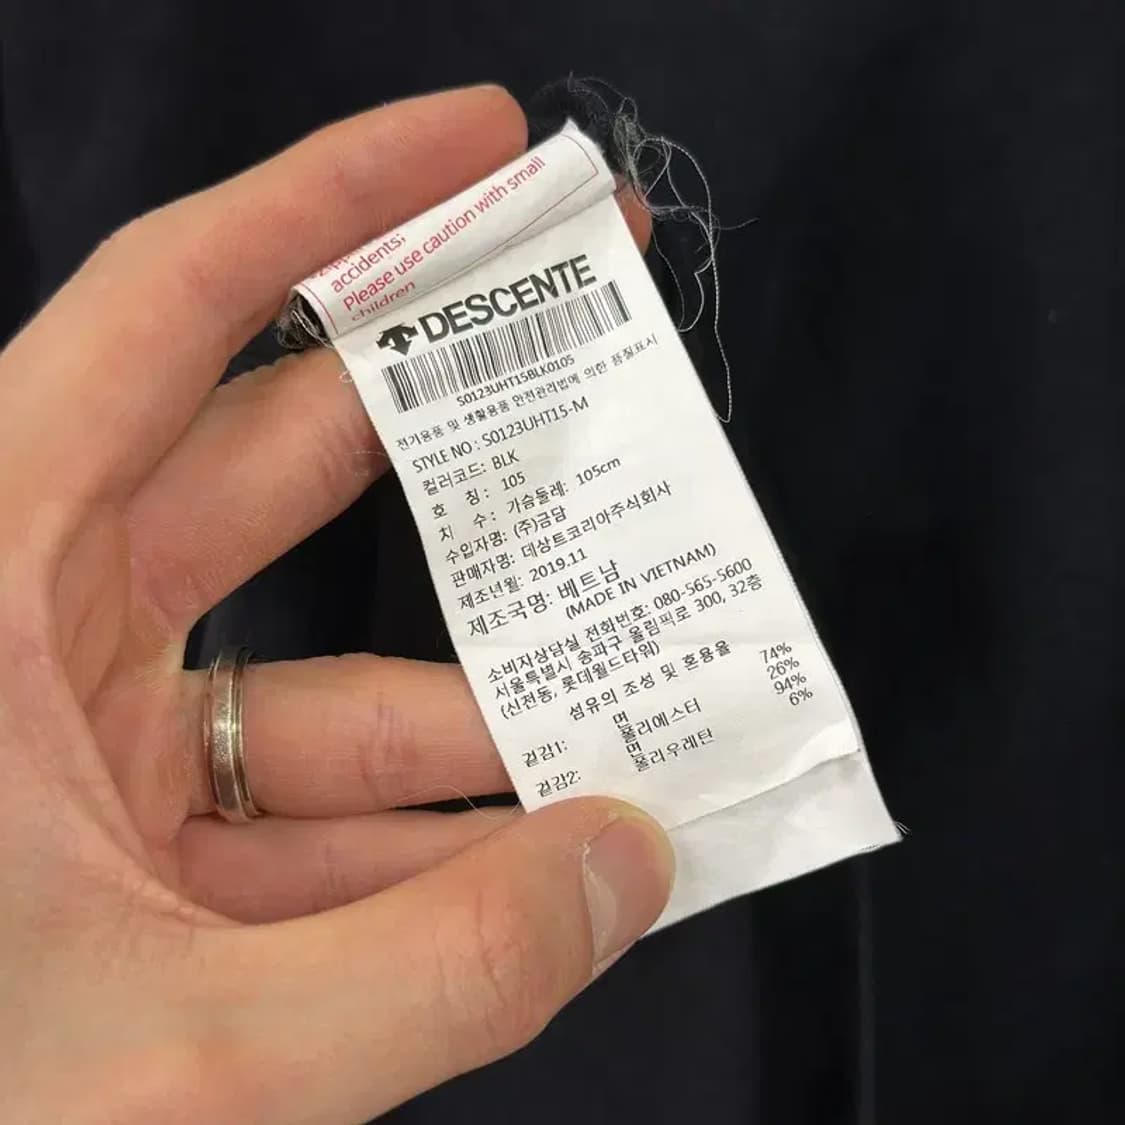 accidents;
Please use caution with small
children
DESCENTE
S0123UHT15BLK0105
전기용품 및 생활용품 안전관리법에 의한 품질표시
STYLE NO : S0123UHT15-M
컬러코드: BLK
호 칭: 105
치 수: 가슴둘레: 105cm
수입자명: (주)금담
판매자명: 데상트코리아주식회사
제조년월: 2019.11
제조국명: 베트남
(MADE IN VIETNAM)
소비자상담실 전화번호: 080-565-5600
서울특별시 송파구 올림픽로 300, 32층
(신천동, 롯데월드타워)
섬유의 조성 및 혼용율
겉감1: 면 74%
폴리에스터 26%
겉감2: 면 94%
폴리우레탄 6%